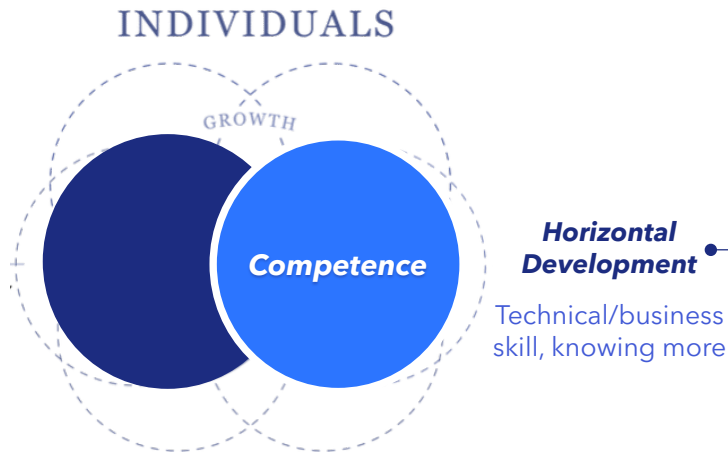 INDIVIDUALS
GROWTH
Competence
Horizontal
Development
Technical/business
skill, knowing more